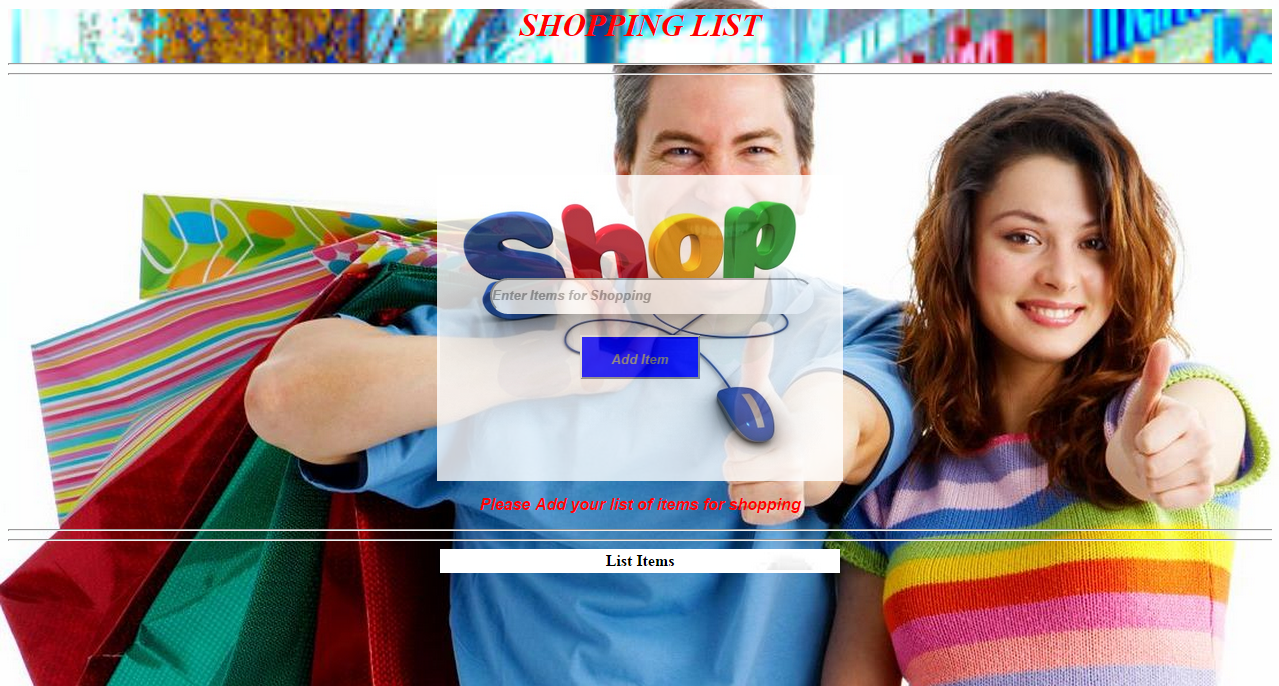 SHOPPING LIST
shop
Enter Items for Shopping
Add Item
Please Add your list of items for shopping
List Items